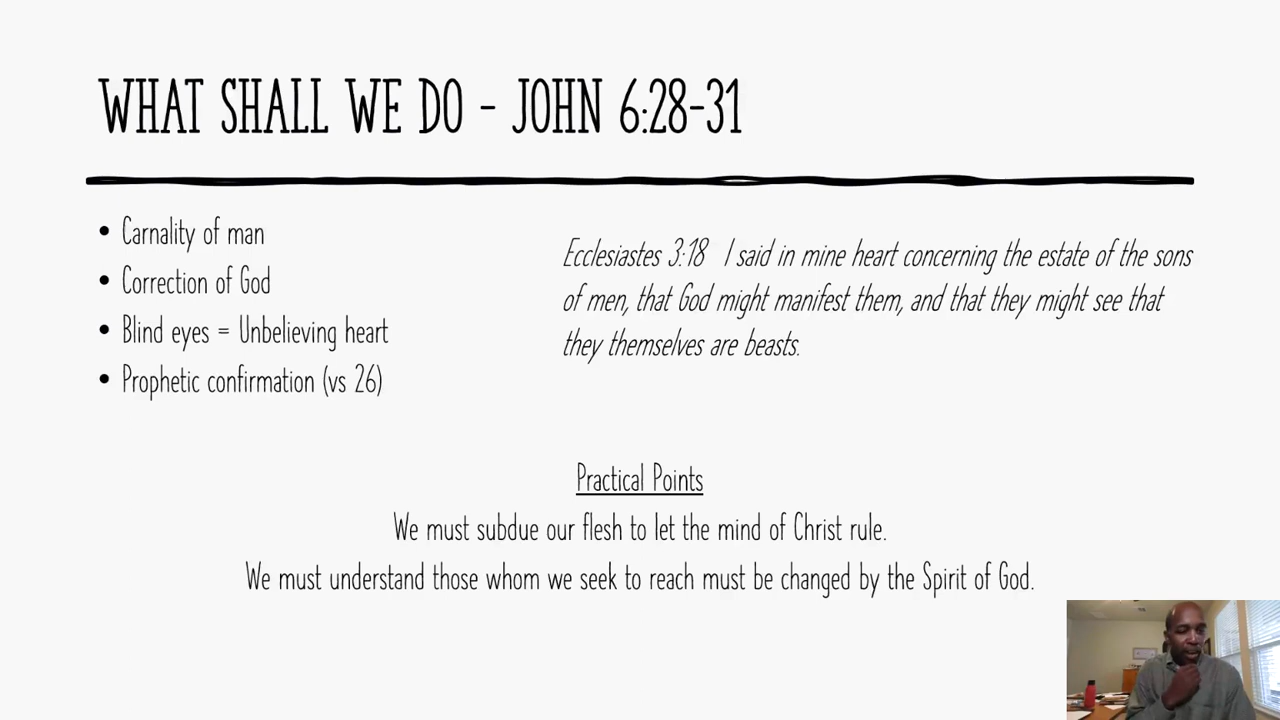 WHAT SHALL WE DO - JOHN 6:28-31
• Carnality of man
• Correction of God
• Blind eyes = Unbelieving heart
• Prophetic confirmation (vs 26)
Ecclesiastes 3:18 I said in mine heart concerning the estate of the sons
of men, that God might manifest them, and that they might see that
they themselves are beasts.
Practical Points
We must subdue our flesh to let the mind of Christ rule.
We must understand those whom we seek to reach must be changed by the Spirit of God.